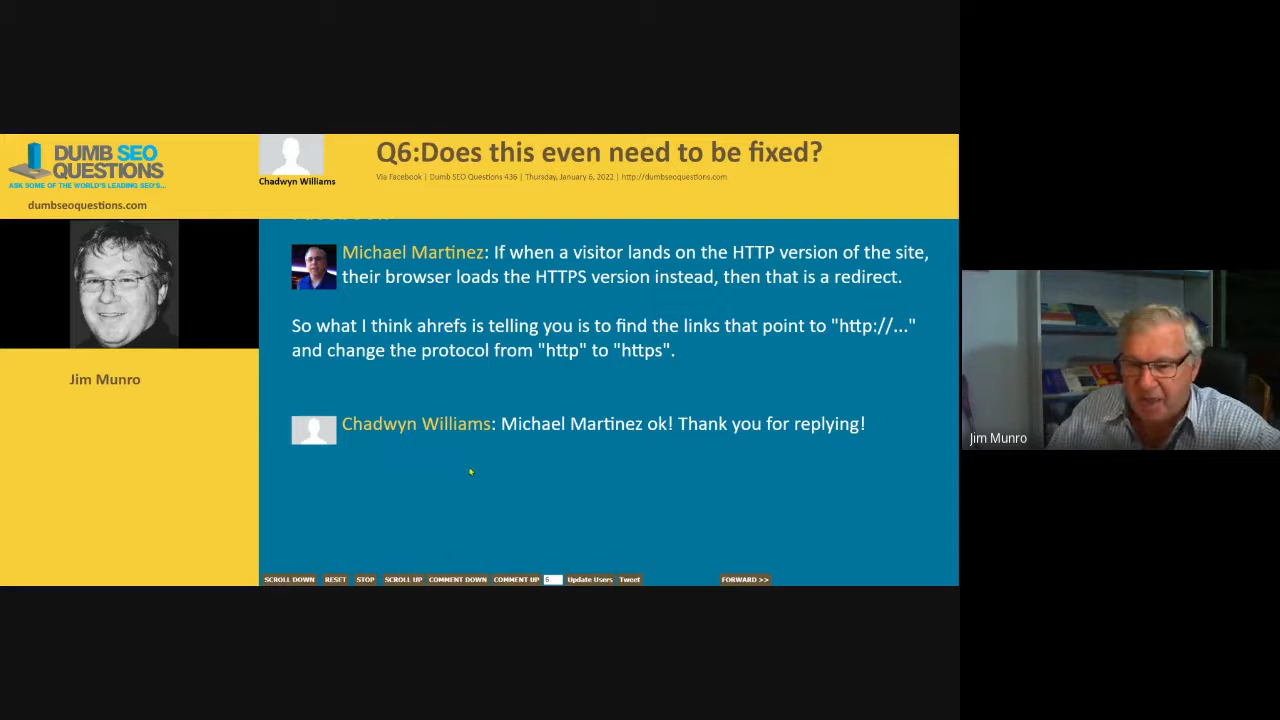 DUMB SEO
QUESTIONS
ASK SOME OF THE WORLD'S LEADING SEO'S...
dumbseoquestions.com
Chadwyn Williams
Q6:Does this even need to be fixed?
Via Facebook | Dumb SEO Questions 436 | Thursday, January 6, 2022 | http://dumbseoquestions.com
Jim Munro
Michael Martinez: If when a visitor lands on the HTTP version of the site,
their browser loads the HTTPS version instead, then that is a redirect.
So what I think ahrefs is telling you is to find the links that point to "http://..."
and change the protocol from "http" to "https".
Chadwyn Williams: Michael Martinez ok! Thank you for replying!
SCROLL DOWN RESET STOP SCROLL UP COMMENT DOWN COMMENT UP 6 Update Users Tweet FORWARD >>
Jim Munro